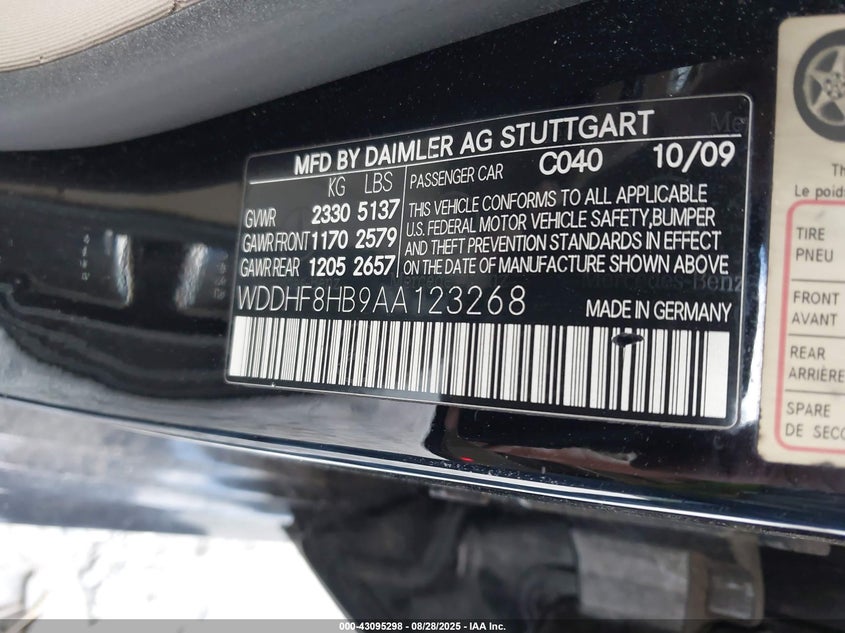 MFD BY DAIMLER AG STUTTGART
KG LBS PASSENGER CAR C040 10/09
GVWR 2330 5137
GAWR FRONT 1170 2579
GAWR REAR 1205 2657
THIS VEHICLE CONFORMS TO ALL APPLICABLE
U.S. FEDERAL MOTOR VEHICLE SAFETY, BUMPER
AND THEFT PREVENTION STANDARDS IN EFFECT
ON THE DATE OF MANUFACTURE SHOWN ABOVE
WDDHF8HB9AA123268 MADE IN GERMANY
Th
Le poids
TIRE
PNEU
FRONT
AVANT
REAR
ARRIÈRE
SPARE
DE SECO
000-43095298 - 08/28/2025 - IAA Inc.